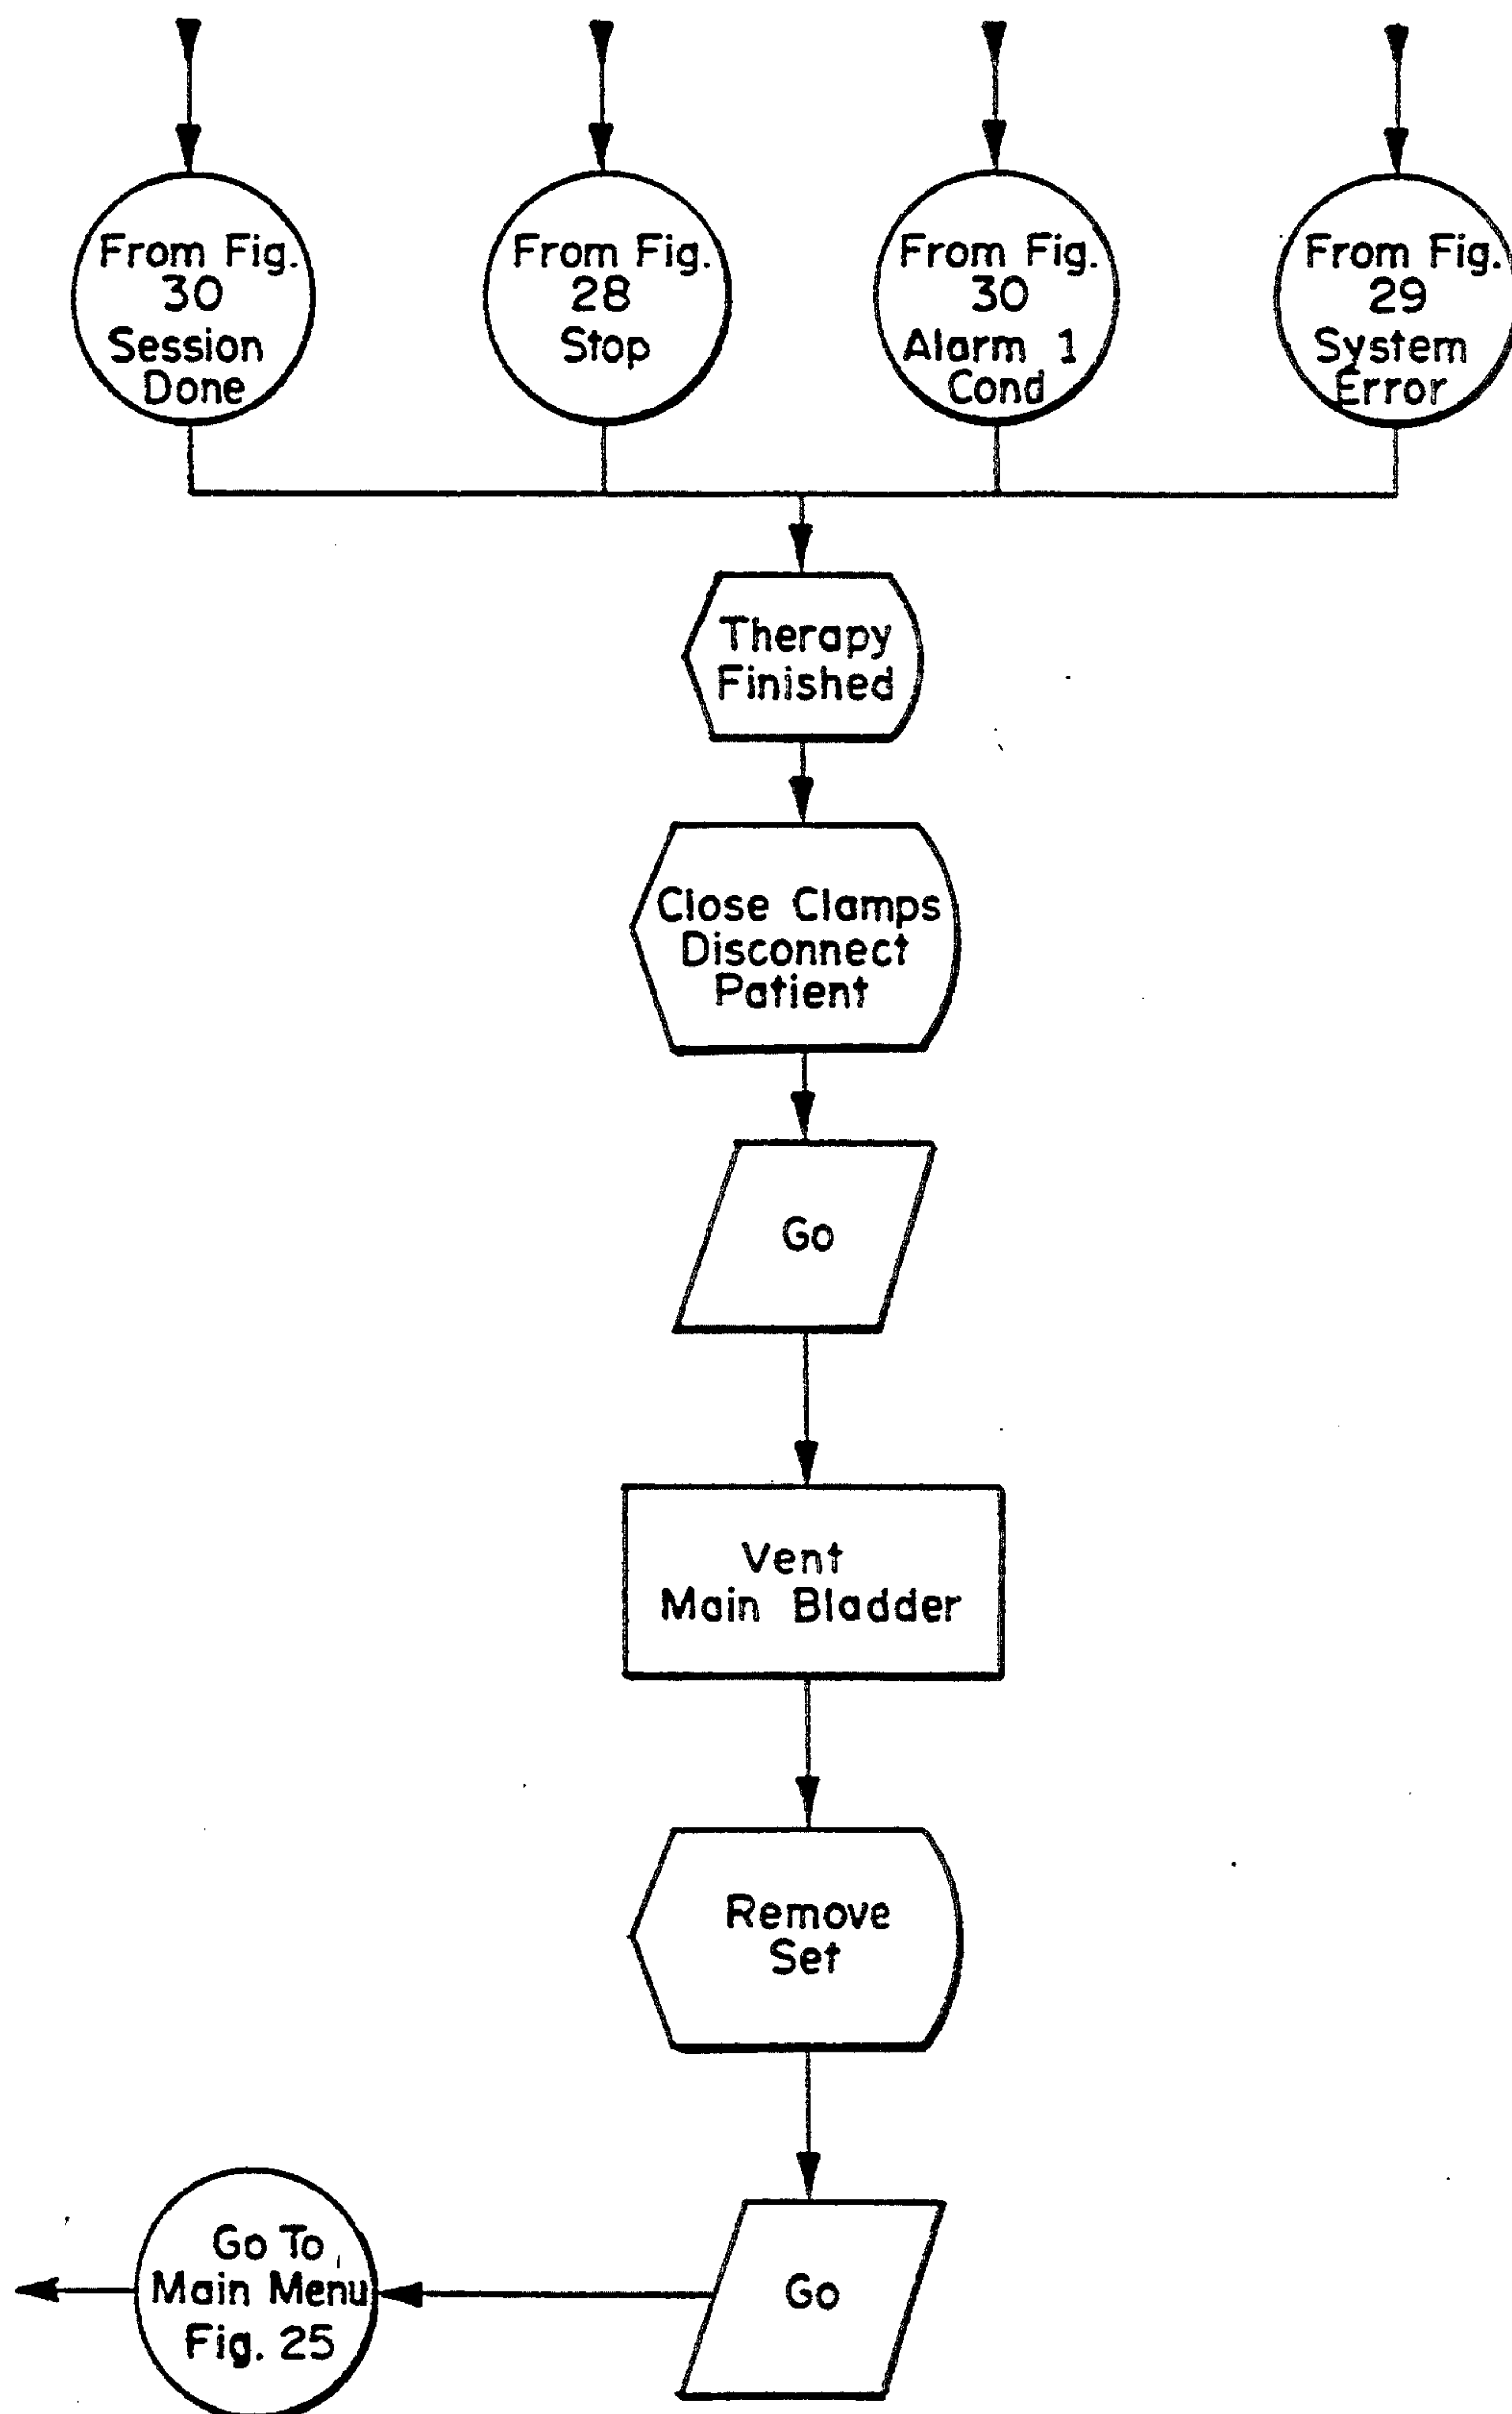 From Fig.
30
Session
Done
From Fig.
28
Stop
From Fig.
30
Alarm 1
Cond
From Fig.
29
System
Error
Therapy
Finished
Close Clamps
Disconnect
Patient
Go
Vent
Main Bladder
Remove
Set
Go
Go To
Main Menu
Fig. 25